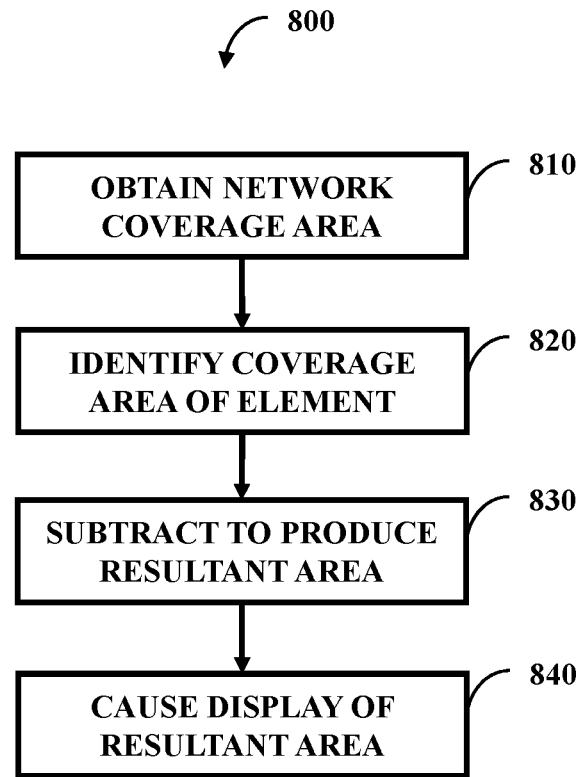 800
810
OBTAIN NETWORK
COVERAGE AREA
820
IDENTIFY COVERAGE
AREA OF ELEMENT
830
SUBTRACT TO PRODUCE
RESULTANT AREA
840
CAUSE DISPLAY OF
RESULTANT AREA